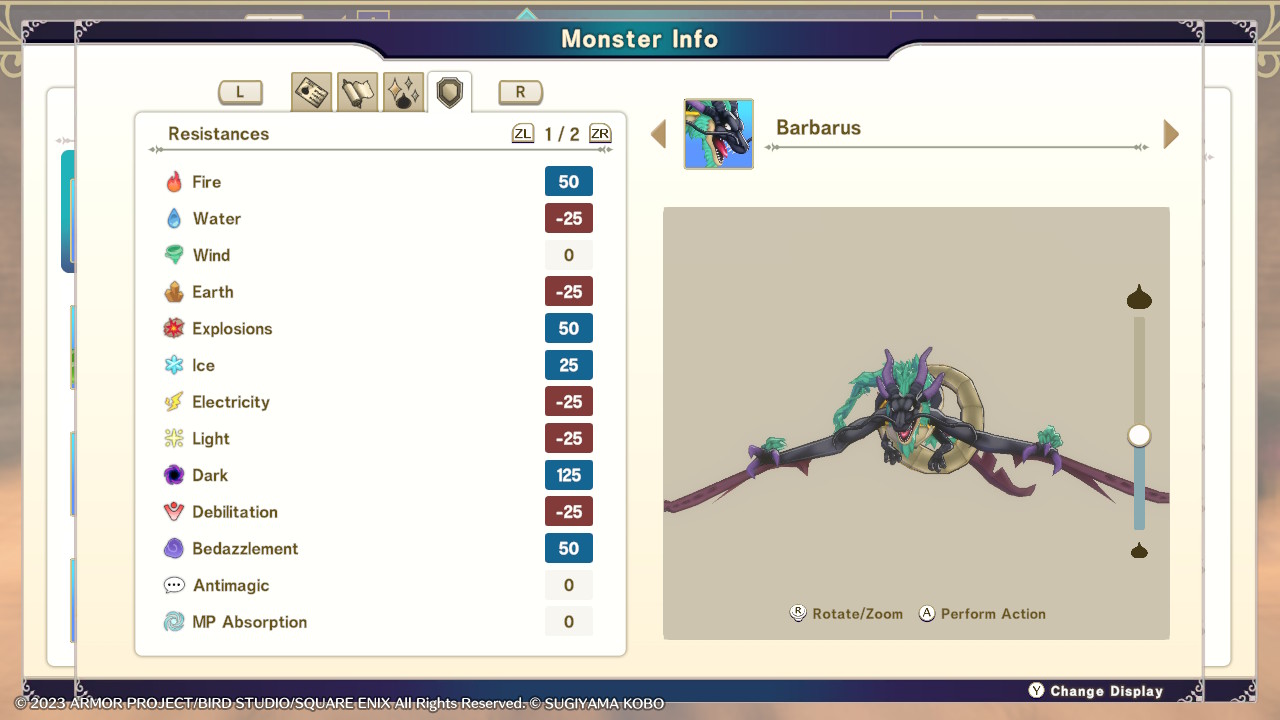 Monster Info
L
R
Resistances
ZL 1 / 2 ZR
Barbarus
Fire 50
Water -25
Wind 0
Earth -25
Explosions 50
Ice 25
Electricity -25
Light -25
Dark 125
Debilitation -25
Bedazzlement 50
Antimagic 0
MP Absorption 0
R Rotate/Zoom A Perform Action
Y Change Display
© 2023 ARMOR PROJECT/BIRD STUDIO/SQUARE ENIX All Rights Reserved. © SUGIYAMA KOBO